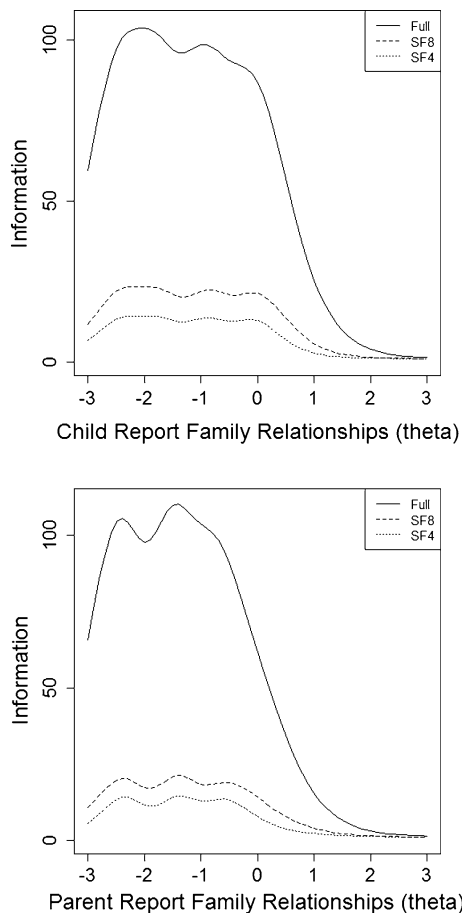 Full
SF8
SF4
100
50
0
Information
-3 -2 -1 0 1 2 3
Child Report Family Relationships (theta)
Full
SF8
SF4
100
50
0
Information
-3 -2 -1 0 1 2 3
Parent Report Family Relationships (theta)